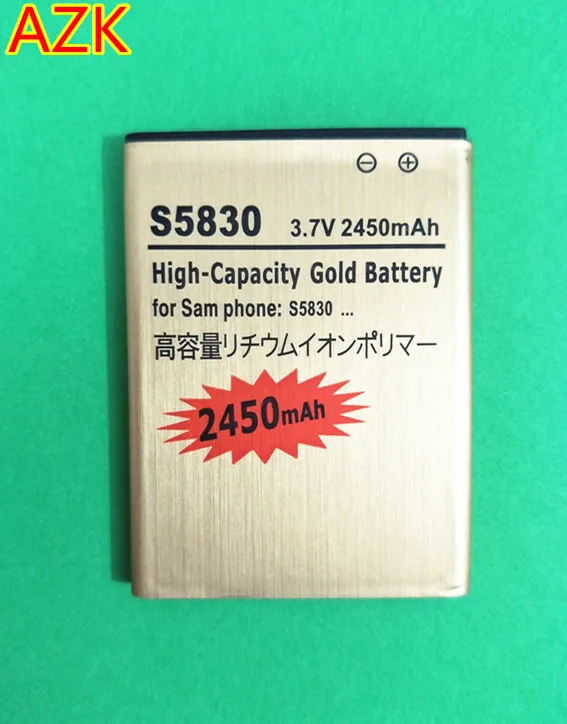 AZK
S5830 3.7V 2450mAh
High-Capacity Gold Battery
for Sam phone: S5830 ...
高容量リチウムイオンポリマー
2450mAh